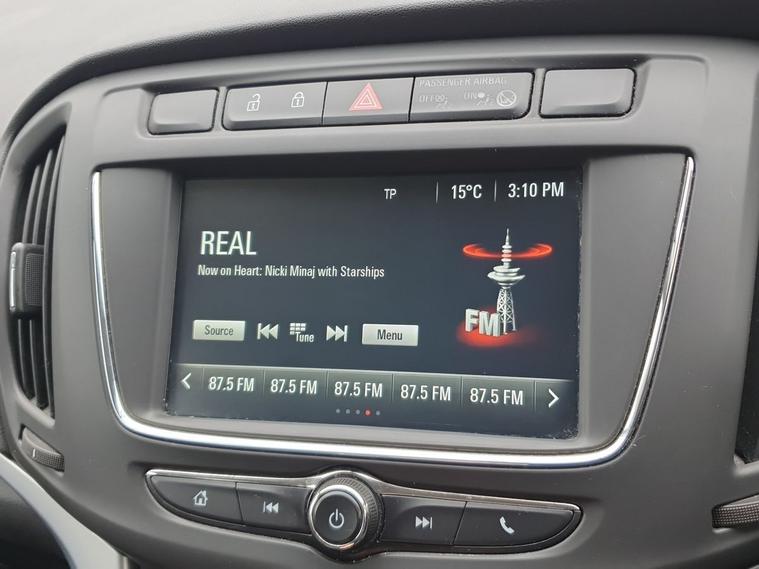 PASSENGER AIRBAG
OFF ON
TP 15°C 3:10 PM
REAL
Now on Heart: Nicki Minaj with Starships
FM
Source Tune Menu
87.5 FM 87.5 FM 87.5 FM 87.5 FM 87.5 FM